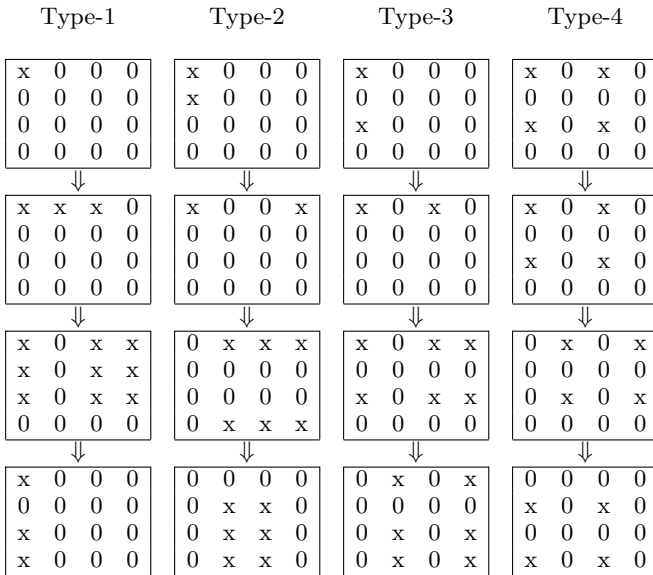 Type-1 Type-2 Type-3 Type-4
x 0 0 0 x 0 0 0 x 0 0 0 x 0 x 0
0 0 0 0 x 0 0 0 0 0 0 0 0 0 0 0
0 0 0 0 0 0 0 0 x 0 0 0 x 0 x 0
0 0 0 0 0 0 0 0 0 0 0 0 0 0 0 0
⇓ ⇓ ⇓ ⇓
x x x 0 x 0 0 x x 0 x 0 x 0 x 0
0 0 0 0 0 0 0 0 0 0 0 0 0 0 0 0
0 0 0 0 0 0 0 0 0 0 0 0 x 0 x 0
0 0 0 0 0 0 0 0 0 0 0 0 0 0 0 0
⇓ ⇓ ⇓ ⇓
x 0 x x 0 x x x x 0 x x 0 x 0 x
x 0 x x 0 0 0 0 0 0 0 0 0 0 0 0
x 0 x x 0 0 0 0 x 0 x x 0 x 0 x
0 0 0 0 0 x x x 0 0 0 0 0 0 0 0
⇓ ⇓ ⇓ ⇓
x 0 0 0 0 0 0 0 0 x 0 x 0 0 0 0
0 0 0 0 0 x x 0 0 0 0 0 x 0 x 0
x 0 0 0 0 x x 0 0 x 0 x 0 0 0 0
x 0 0 0 0 x x 0 0 x 0 x x 0 x 0